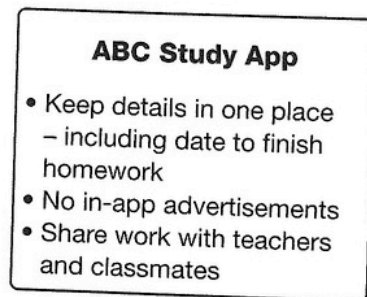 ABC Study App
• Keep details in one place
– including date to finish
homework
• No in-app advertisements
• Share work with teachers
and classmates